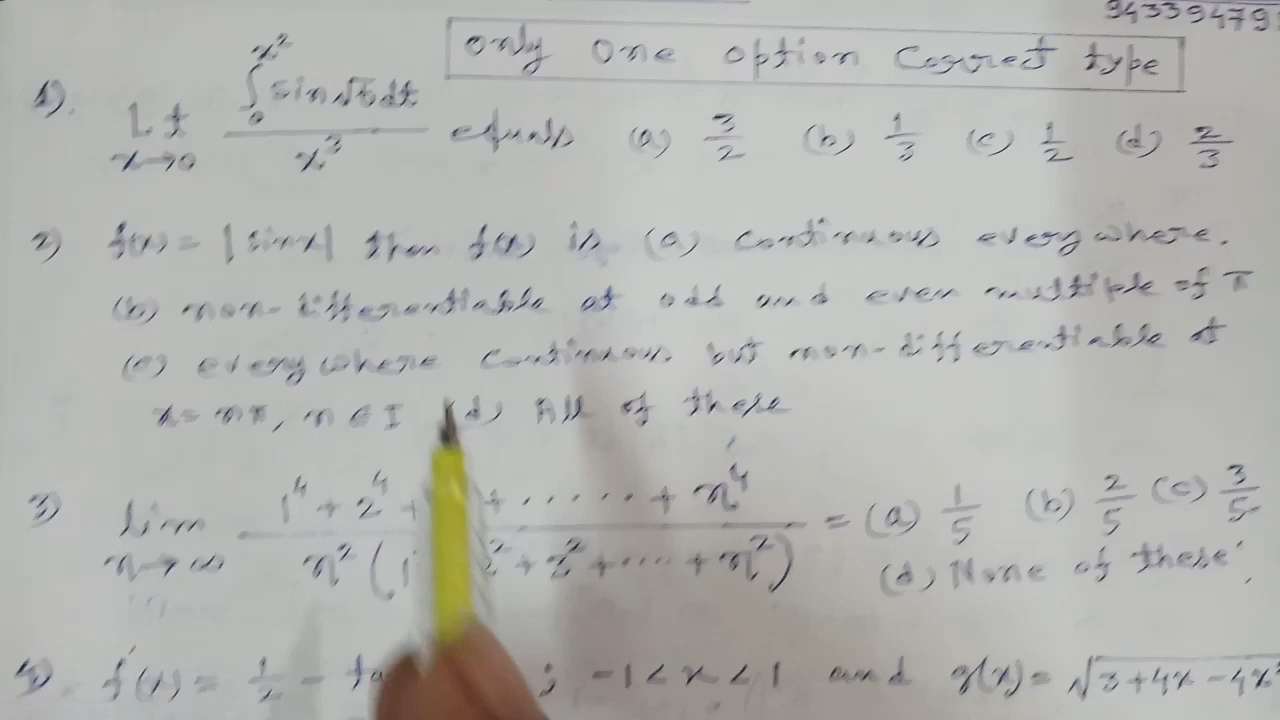 943394479
only one option correct type
1). Lt x→0 ∫₀^{x²} sin√t dt / x³ equals (a) 3/2 (b) 1/3 (c) 1/2 (d) 2/3
2) f(x) = |sinx| then f(x) is (a) continuous everywhere.
(b) non-differentiable at odd and even multiple of π
(c) everywhere continuous but non-differentiable at
x = nπ, n ∈ I (d) All of these
3) lim n→∞ 1⁴ + 2⁴ + + ..... + n⁴ / n² (1 2² + 3² + .... + n²) = (a) 1/5 (b) 2/5 (c) 3/5
(d) None of these.
4) f'(x) = 1/2 - ; -1 < x < 1 and g(x) = √3+4x-4x²